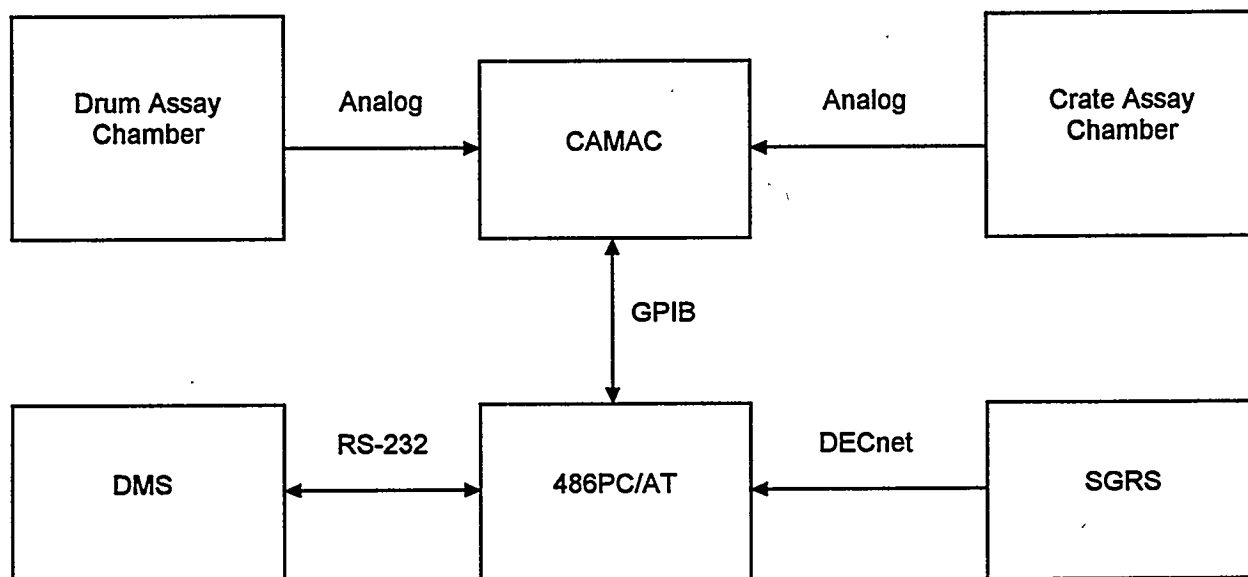 Drum Assay
Chamber
Analog
CAMAC
Analog
Crate Assay
Chamber
GPIB
DMS
RS-232
486PC/AT
DECnet
SGRS